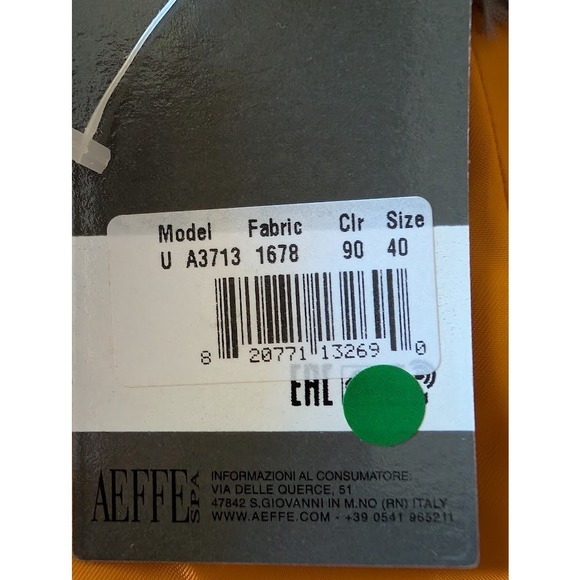 Model Fabric Clr Size
U A3713 1678 90 40
8 20771 13269 0
EAC
AEFFE SPA
INFORMAZIONI AL CONSUMATORE:
VIA DELLE QUERCE, 51
47842 S.GIOVANNI IN M.NO (RN) ITALY
WWW.AEFFE.COM - +39 0541 965211